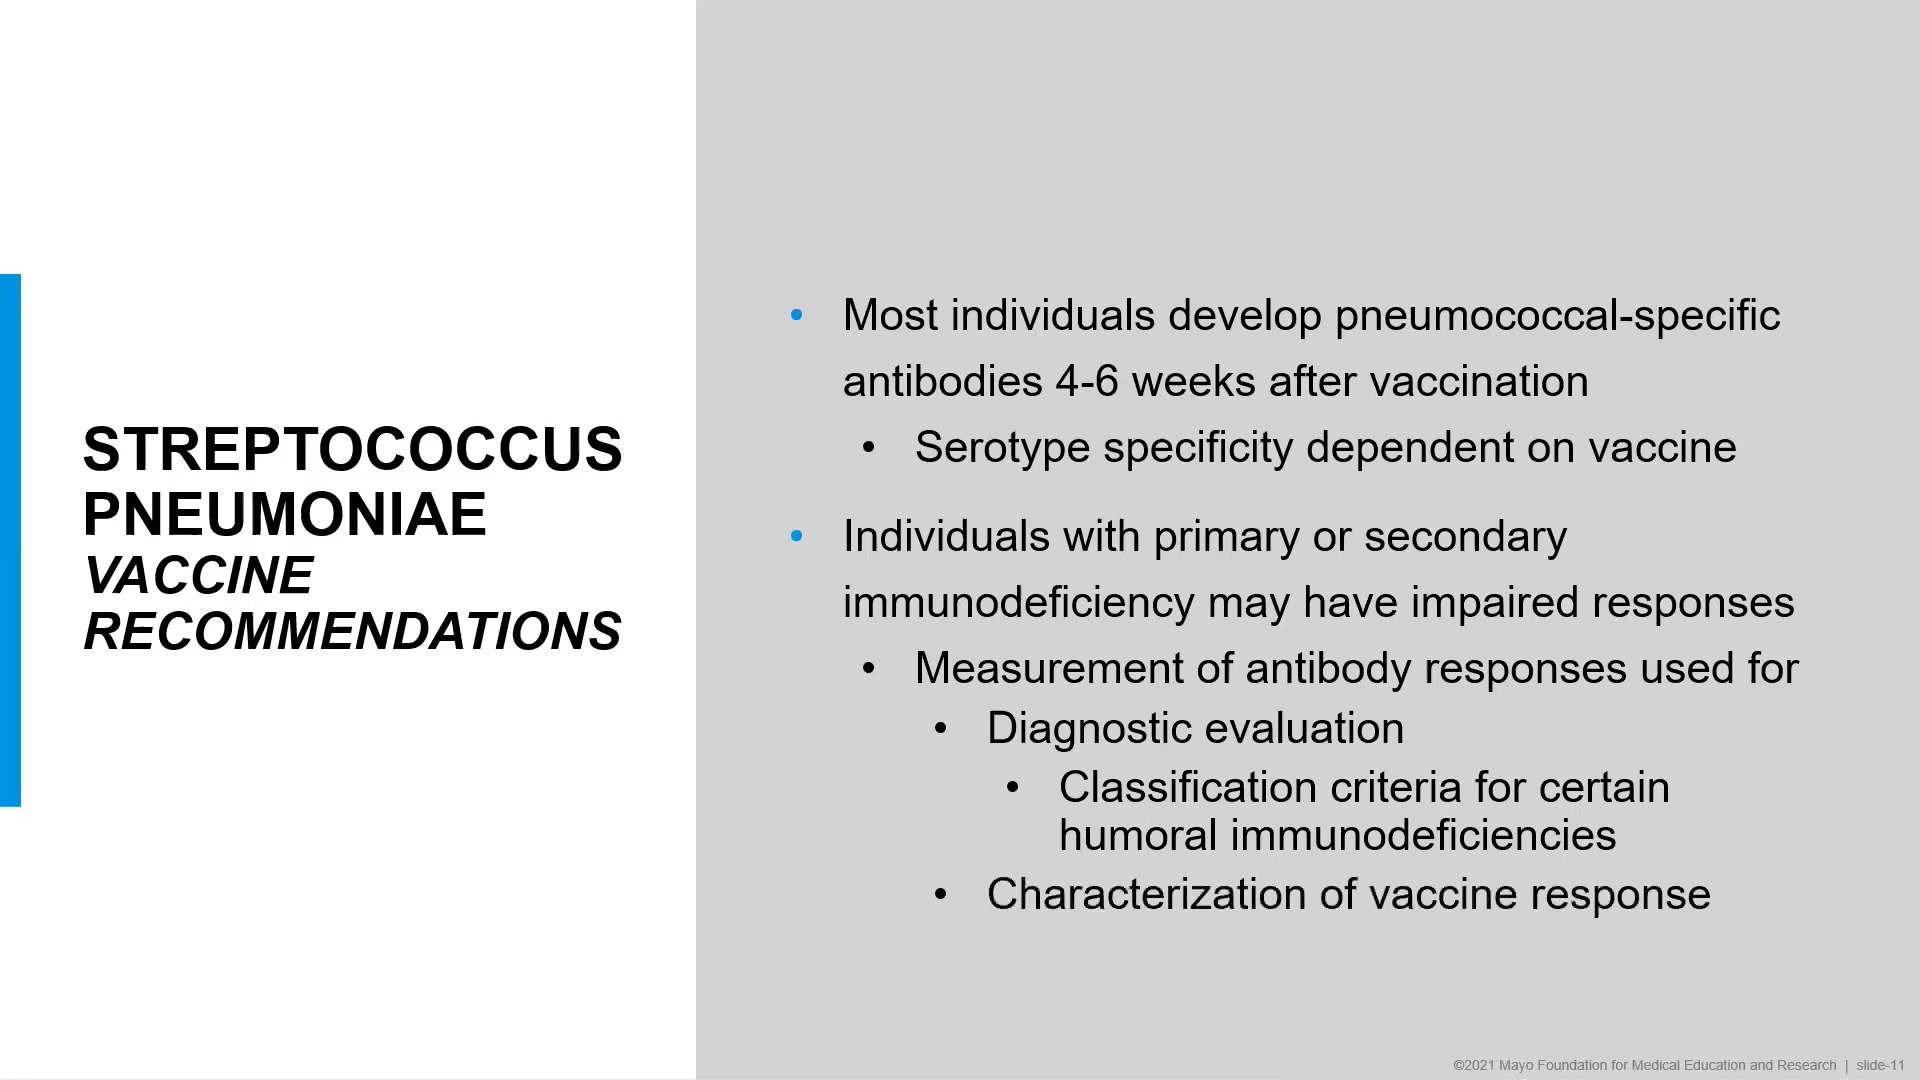 STREPTOCOCCUS
PNEUMONIAE
VACCINE
RECOMMENDATIONS
• Most individuals develop pneumococcal-specific
antibodies 4-6 weeks after vaccination
• Serotype specificity dependent on vaccine
• Individuals with primary or secondary
immunodeficiency may have impaired responses
• Measurement of antibody responses used for
• Diagnostic evaluation
• Classification criteria for certain
humoral immunodeficiencies
• Characterization of vaccine response
©2021 Mayo Foundation for Medical Education and Research | slide-11